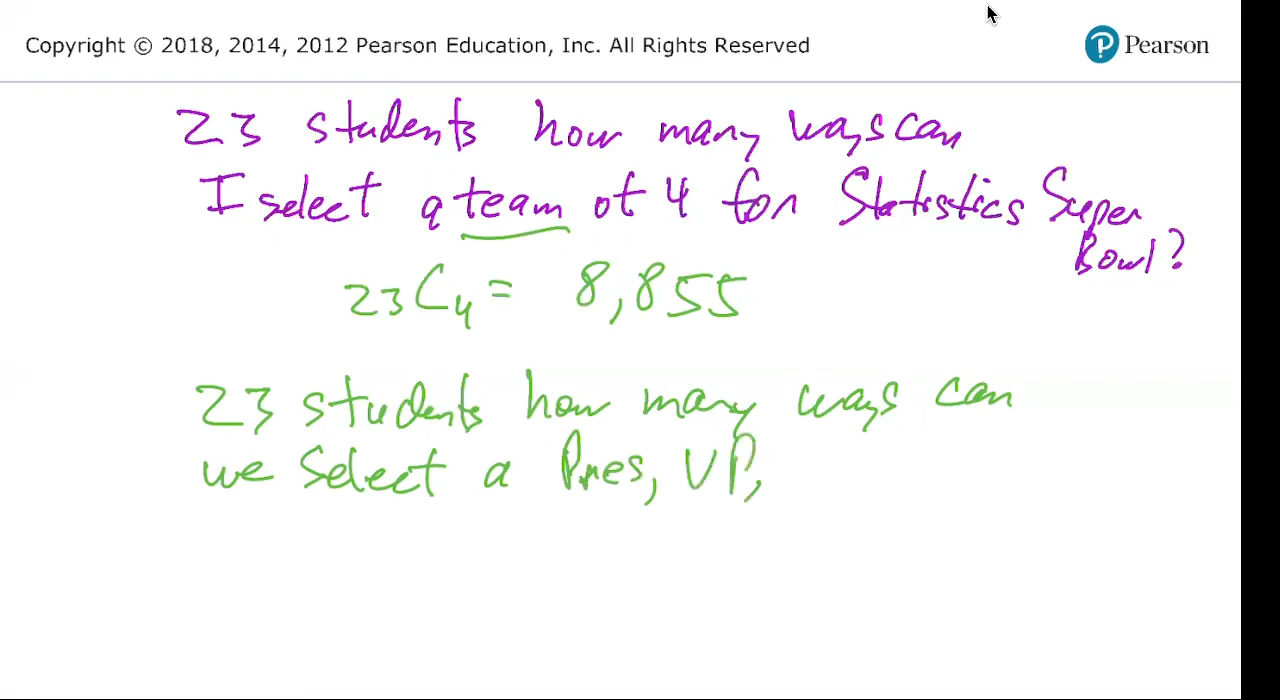 Copyright © 2018, 2014, 2012 Pearson Education, Inc. All Rights Reserved
Pearson
23 students how many ways can
I select a team of 4 for Statistics Super
Bowl?
23C4 = 8,855
23 students how many ways can
we select a Pres, VP,